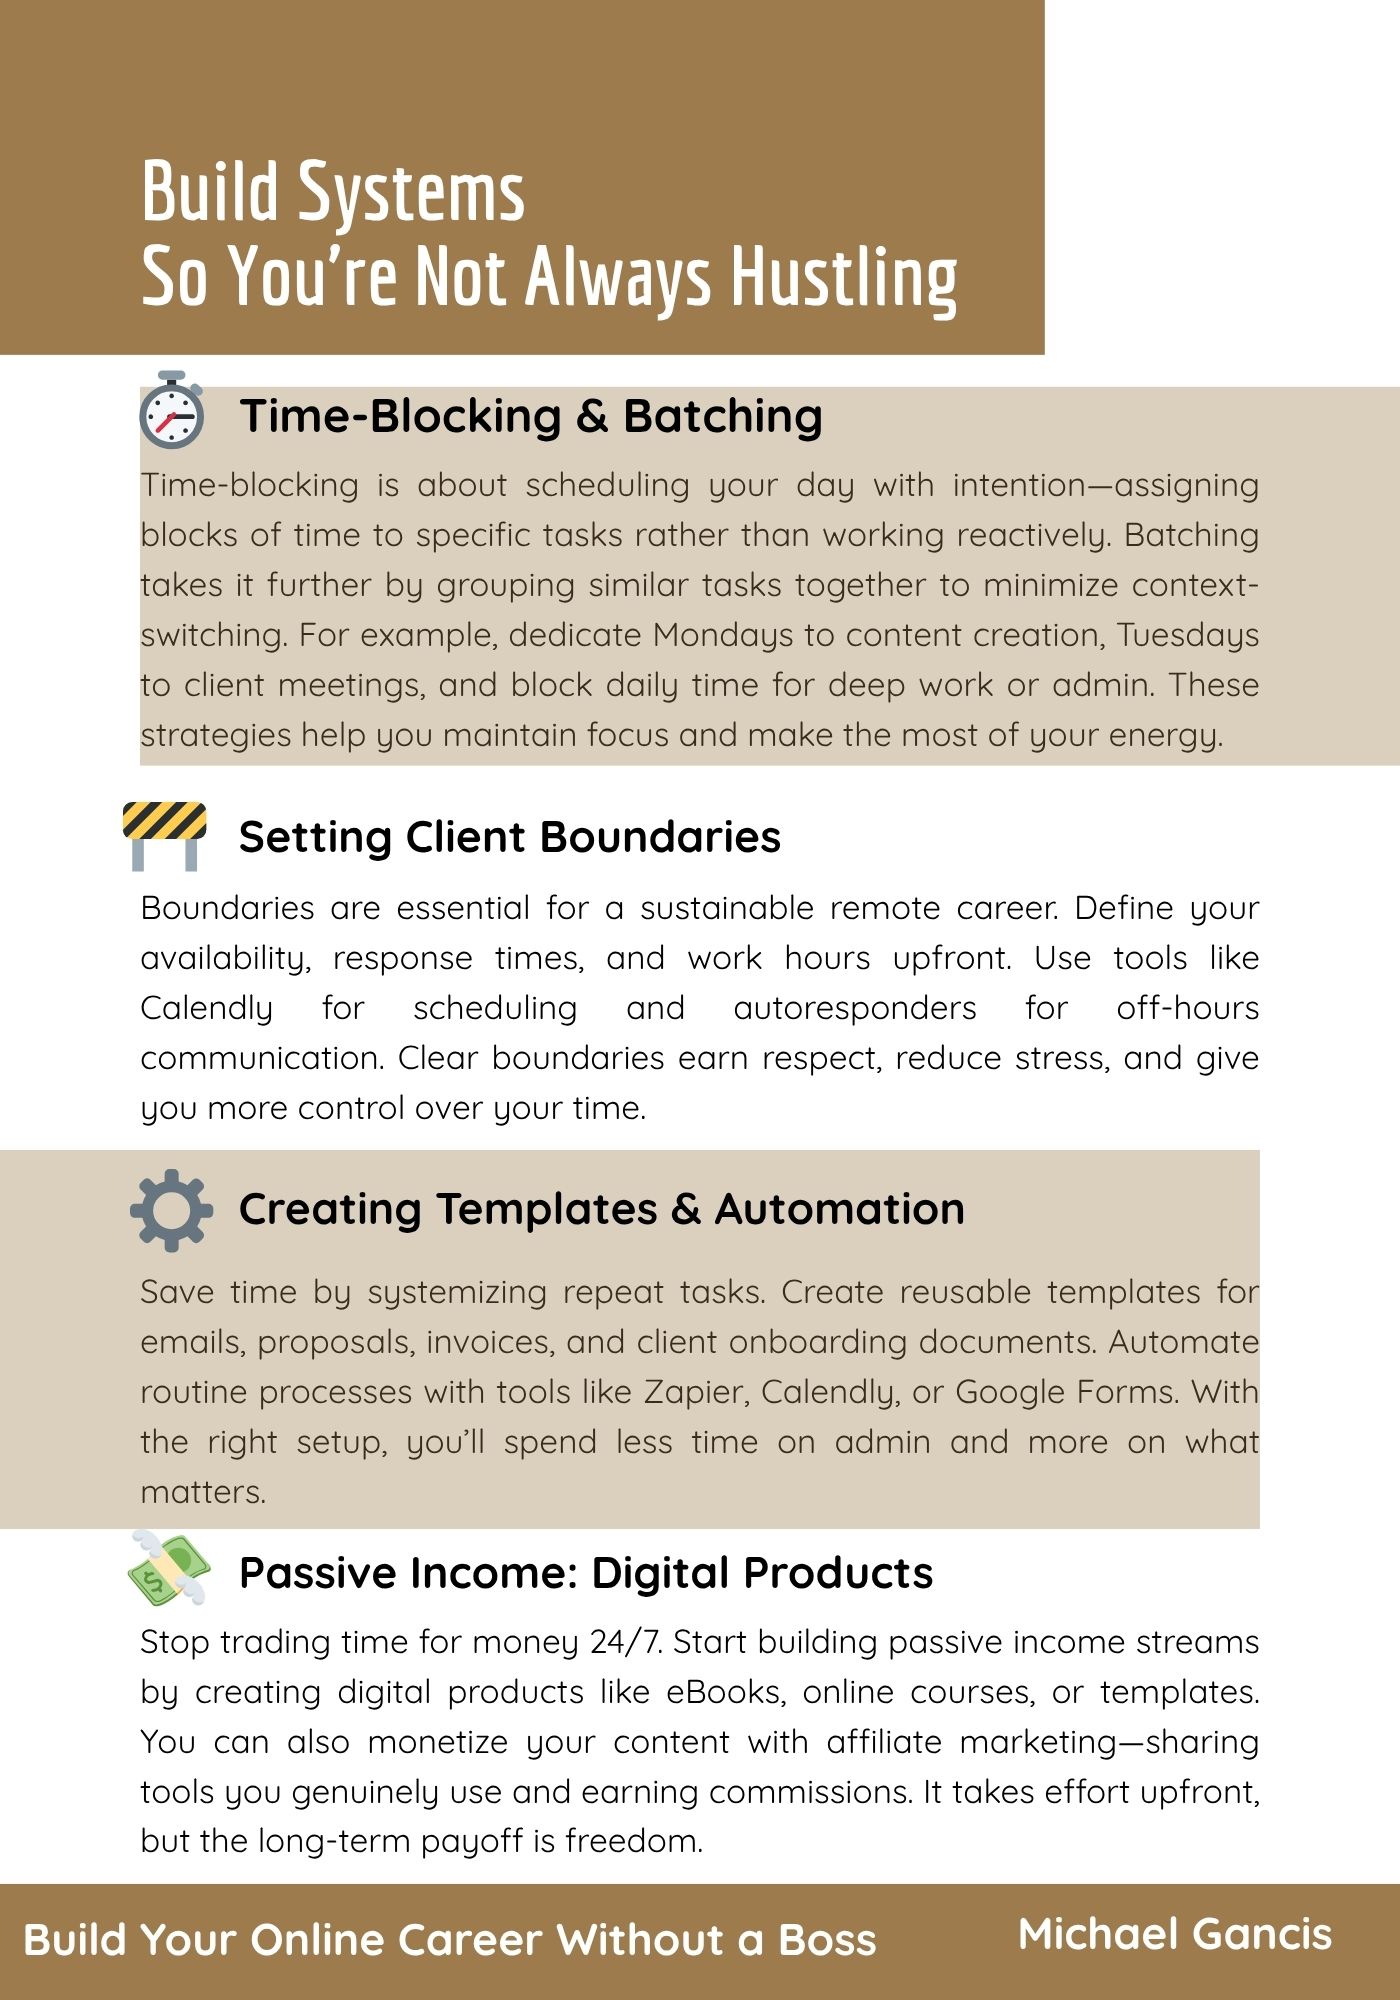 Build Systems
So You’re Not Always Hustling
Time-Blocking & Batching
Time-blocking is about scheduling your day with intention—assigning
blocks of time to specific tasks rather than working reactively. Batching
takes it further by grouping similar tasks together to minimize context-
switching. For example, dedicate Mondays to content creation, Tuesdays
to client meetings, and block daily time for deep work or admin. These
strategies help you maintain focus and make the most of your energy.
Setting Client Boundaries
Boundaries are essential for a sustainable remote career. Define your
availability, response times, and work hours upfront. Use tools like
Calendly for scheduling and autoresponders for off-hours
communication. Clear boundaries earn respect, reduce stress, and give
you more control over your time.
Creating Templates & Automation
Save time by systemizing repeat tasks. Create reusable templates for
emails, proposals, invoices, and client onboarding documents. Automate
routine processes with tools like Zapier, Calendly, or Google Forms. With
the right setup, you’ll spend less time on admin and more on what
matters.
Passive Income: Digital Products
Stop trading time for money 24/7. Start building passive income streams
by creating digital products like eBooks, online courses, or templates.
You can also monetize your content with affiliate marketing—sharing
tools you genuinely use and earning commissions. It takes effort upfront,
but the long-term payoff is freedom.
Build Your Online Career Without a Boss
Michael Gancis